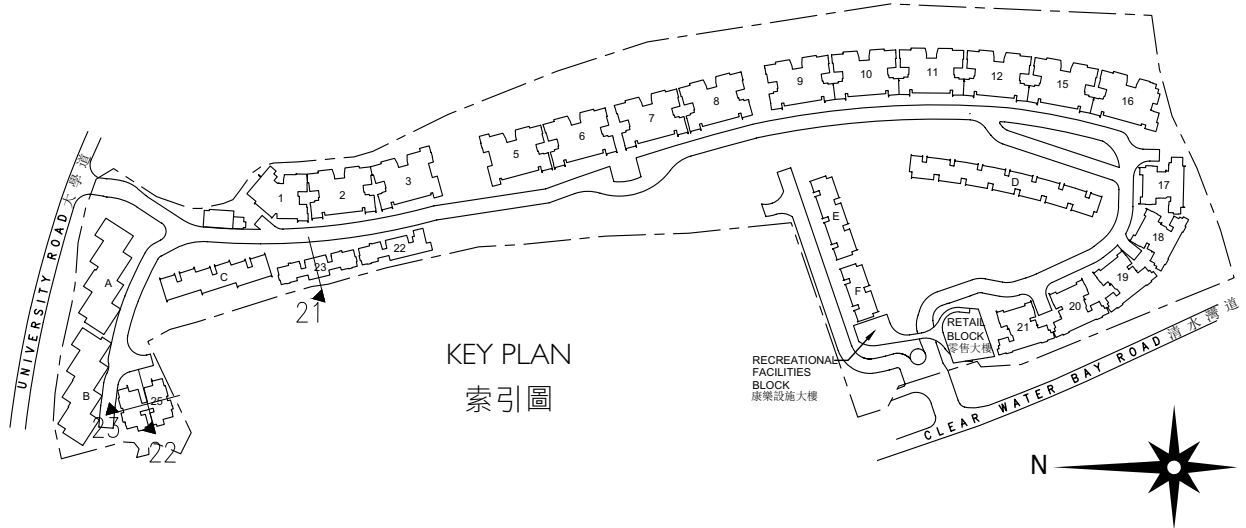 UNIVERSITY ROAD 大學道
A
B
C
1
2
3
5
6
7
8
9
10
11
12
15
16
17
18
19
20
21
22
23
25
D
E
F
21
23
22
KEY PLAN
索引圖
RECREATIONAL
FACILITIES
BLOCK
康樂設施大樓
RETAIL
BLOCK
零售大樓
CLEAR WATER BAY ROAD 清水灣道
N